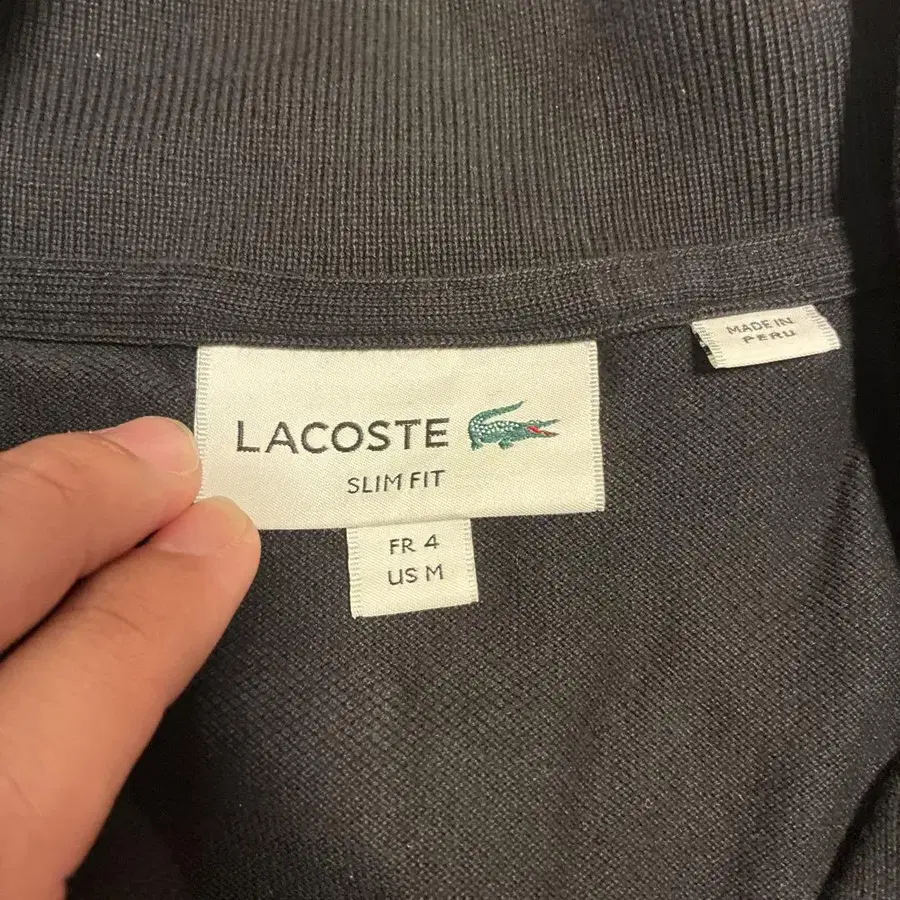 MADE IN
PERU
LACOSTE
SLIM FIT
FR 4
US M